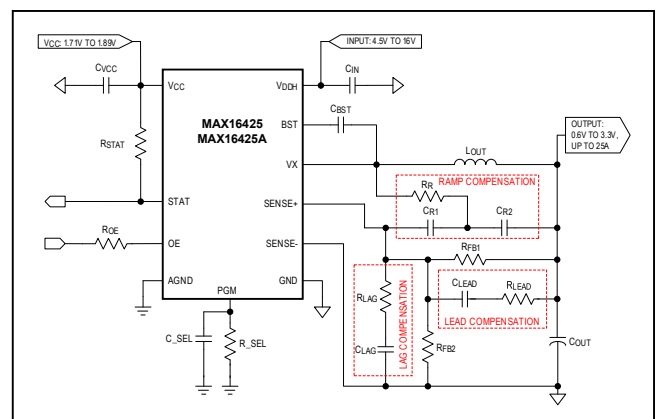 VCC: 1.71V TO 1.89V
INPUT: 4.5V TO 16V
CVCC
VCC
VDDH
CIN
MAX16425
MAX16425A
BST
CBST
OUTPUT:
0.6V TO 3.3V,
UP TO 25A
RSTAT
VX
LOUT
RAMP COMPENSATION
RR
STAT
SENSE+
CR1
CR2
ROE
OE
SENSE-
RFB1
CLEAD
RLEAD
LEAD COMPENSATION
AGND
GND
PGM
RLAG
CLAG
LAG COMPENSATION
RFB2
COUT
C_SEL
R_SEL